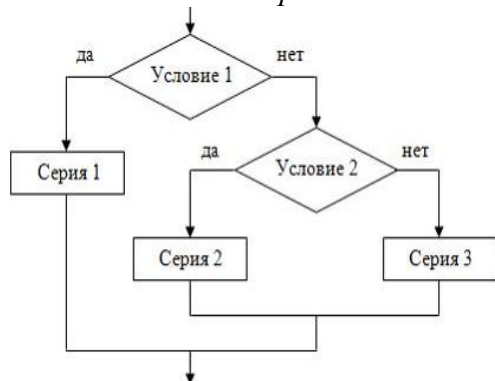 да
Условие 1
нет
да
Условие 2
нет
Серия 1
Серия 2
Серия 3